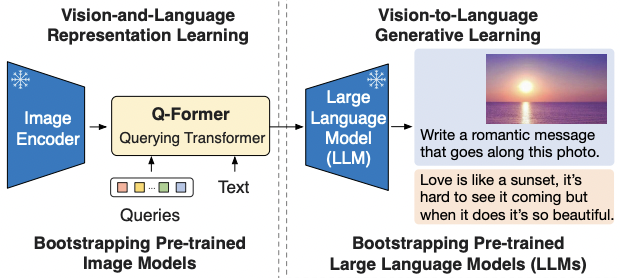 Vision-and-Language
Representation Learning
Vision-to-Language
Generative Learning
Image
Encoder
Q-Former
Querying Transformer
Queries
Text
Large
Language
Model
(LLM)
Write a romantic message
that goes along this photo.
Love is like a sunset, it's
hard to see it coming but
when it does it's so beautiful.
Bootstrapping Pre-trained
Image Models
Bootstrapping Pre-trained
Large Language Models (LLMs)